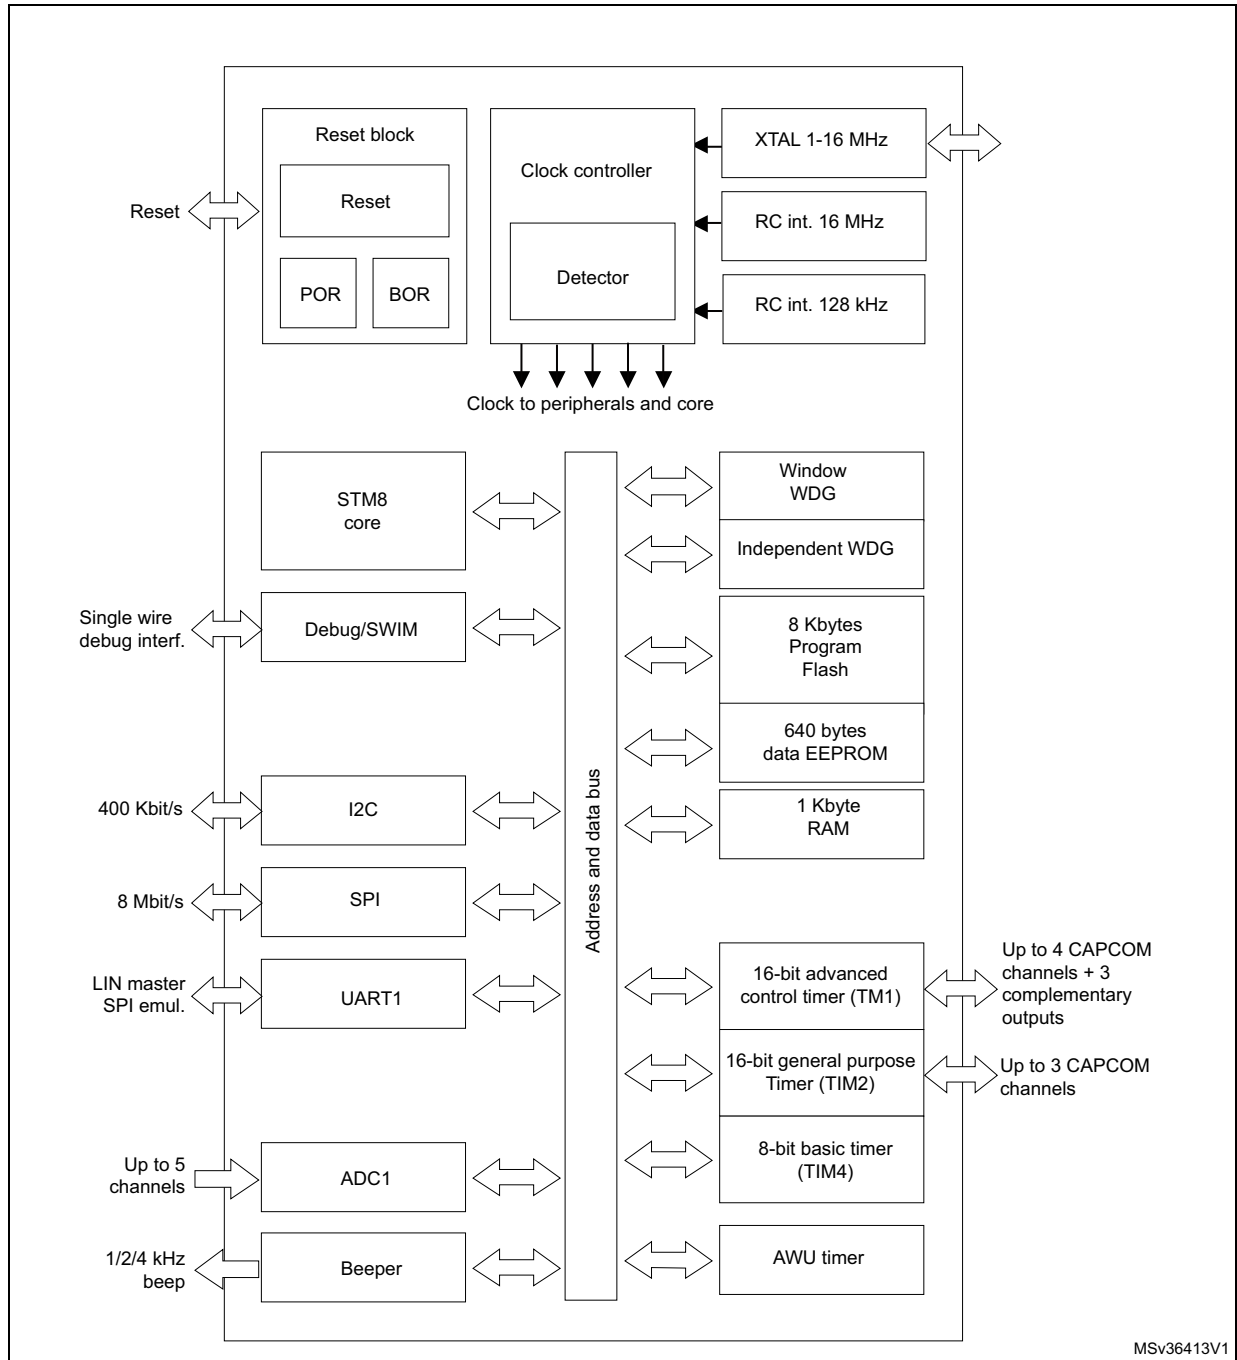 Reset block
Reset
POR
BOR
Reset
Clock controller
Detector
XTAL 1-16 MHz
RC int. 16 MHz
RC int. 128 kHz
Clock to peripherals and core
STM8
core
Single wire
debug interf.
Debug/SWIM
400 Kbit/s
I2C
8 Mbit/s
SPI
LIN master
SPI emul.
UART1
Up to 5
channels
ADC1
1/2/4 kHz
beep
Beeper
Address and data bus
Window
WDG
Independent WDG
8 Kbytes
Program
Flash
640 bytes
data EEPROM
1 Kbyte
RAM
16-bit advanced
control timer (TM1)
Up to 4 CAPCOM
channels + 3
complementary
outputs
16-bit general purpose
Timer (TIM2)
Up to 3 CAPCOM
channels
8-bit basic timer
(TIM4)
AWU timer
MSv36413V1